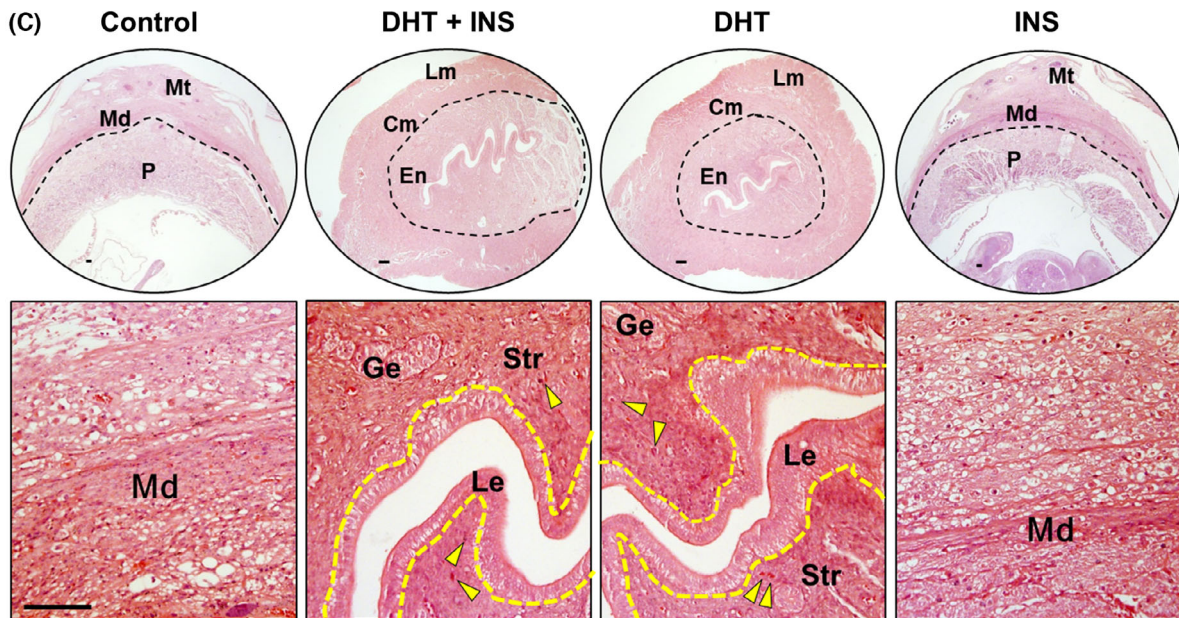 (C) Control DHT + INS DHT INS
Mt
Md
P
Lm
Cm
En
Lm
Cm
En
Mt
Md
P
Md
Ge
Str
Le
Ge
Le
Str
Md